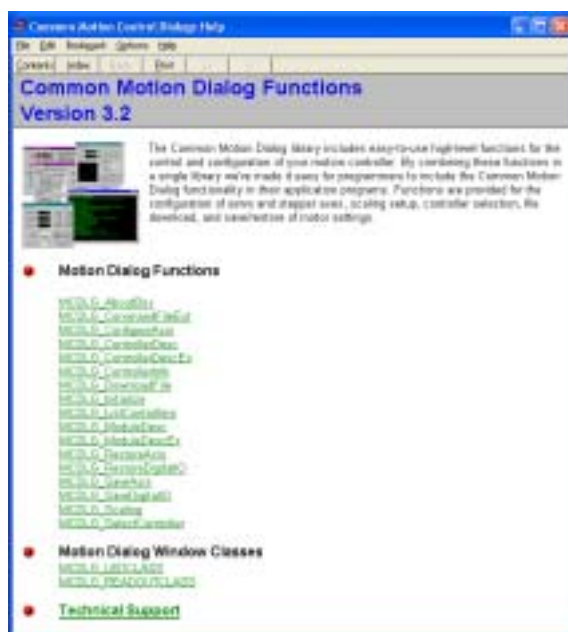 Common Motion Control Dialogs Help
File Edit Bookmark Options Help
Contents Index Print
Common Motion Dialog Functions
Version 3.2
The Common Motion Dialog library includes easy-to-use high-level functions for the
control and configuration of your motion controller. By combining these functions in
a single library we've made it easy for programmers to include the Common Motion
Dialog functionality in their application programs. Functions are provided for the
configuration of servo and stepper axes, scaling setup, controller selection, file
download, and save/restore of motor settings.
Motion Dialog Functions
MCDLG_AboutBox
MCDLG_CommandFileExt
MCDLG_ConfigureAxis
MCDLG_ControllerDesc
MCDLG_ControllerDescEx
MCDLG_ControllerInfo
MCDLG_DownloadFile
MCDLG_Initialize
MCDLG_ListControllers
MCDLG_ModuleDesc
MCDLG_ModuleDescEx
MCDLG_RestoreAxis
MCDLG_RestoreDigitalIO
MCDLG_SaveAxis
MCDLG_SaveDigitalIO
MCDLG_Scaling
MCDLG_SelectController
Motion Dialog Window Classes
MCDLG_LEDCLASS
MCDLG_READOUTCLASS
Technical Support